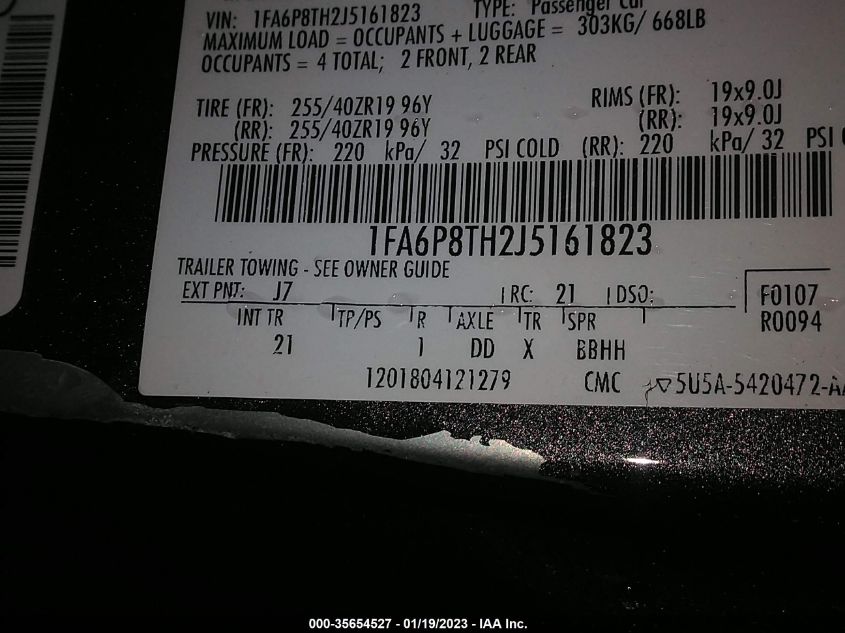 VIN: 1FA6P8TH2J5161823 TYPE: Passenger Car
MAXIMUM LOAD = OCCUPANTS + LUGGAGE = 303KG/ 668LB
OCCUPANTS = 4 TOTAL; 2 FRONT, 2 REAR
TIRE (FR): 255/40ZR19 96Y RIMS (FR): 19x9.0J
(RR): 255/40ZR19 96Y (RR): 19x9.0J
PRESSURE (FR): 220 kPa/ 32 PSI COLD (RR): 220 kPa/ 32 PSI
1FA6P8TH2J5161823
TRAILER TOWING - SEE OWNER GUIDE
EXT PNT: J7 RC: 21 DSO: F0107
INT TR TP/PS R AXLE TR SPR R0094
21 1 DD X BBHH
1201804121279 CMC 5U5A-5420472-A
000-35654527 - 01/19/2023 - IAA Inc.